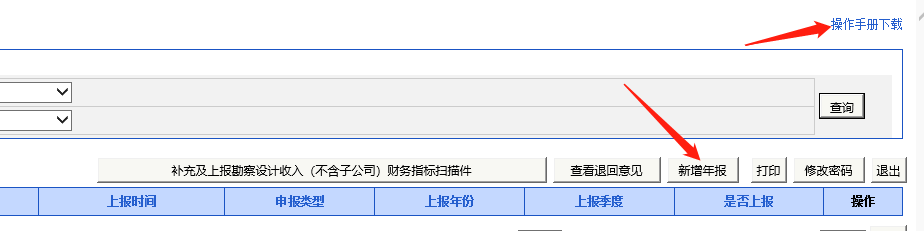 操作手册下载
查询
补充及上报勘察设计收入（不含子公司）财务指标扫描件 查看退回意见 新增年报 打印 修改密码 退出
上报时间 申报类型 上报年份 上报季度 是否上报 操作